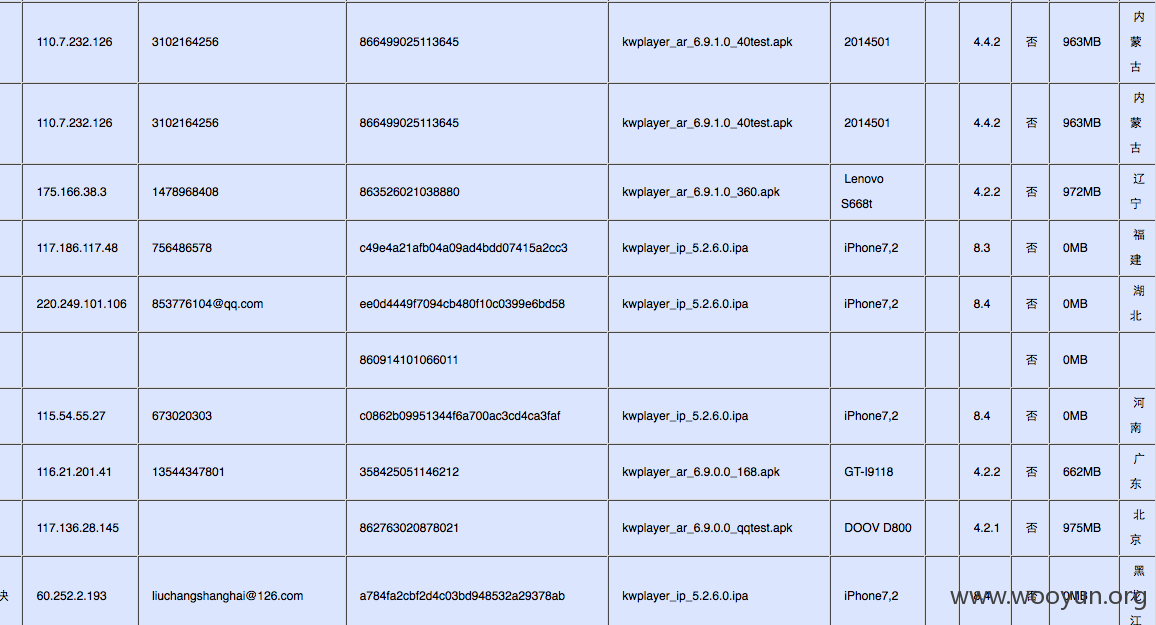 110.7.232.126 3102164256 866499025113645 kwplayer_ar_6.9.1.0_40test.apk 2014501 4.4.2 否 963MB 内蒙古
110.7.232.126 3102164256 866499025113645 kwplayer_ar_6.9.1.0_40test.apk 2014501 4.4.2 否 963MB 内蒙古
175.166.38.3 1478968408 863526021038880 kwplayer_ar_6.9.1.0_360.apk Lenovo S668t 4.2.2 否 972MB 辽宁
117.186.117.48 756486578 c49e4a21afb04a09ad4bdd07415a2cc3 kwplayer_ip_5.2.6.0.ipa iPhone7,2 8.3 否 0MB 福建
220.249.101.106 853776104@qq.com ee0d4449f7094cb480f10c0399e6bd58 kwplayer_ip_5.2.6.0.ipa iPhone7,2 8.4 否 0MB 湖北
860914101066011 否 0MB
115.54.55.27 673020303 c0862b09951344f6a700ac3cd4ca3faf kwplayer_ip_5.2.6.0.ipa iPhone7,2 8.4 否 0MB 河南
116.21.201.41 13544347801 358425051146212 kwplayer_ar_6.9.0.0_168.apk GT-I9118 4.2.2 否 662MB 广东
117.136.28.145 862763020878021 kwplayer_ar_6.9.0.0_qqtest.apk DOOV D800 4.2.1 否 975MB 北京
快 60.252.2.193 liuchangshanghai@126.com a784fa2cbf2d4c03bd948532a29378ab kwplayer_ip_5.2.6.0.ipa iPhone7,2 8.4 否 0MB 黑龙江
www.wooyun.org